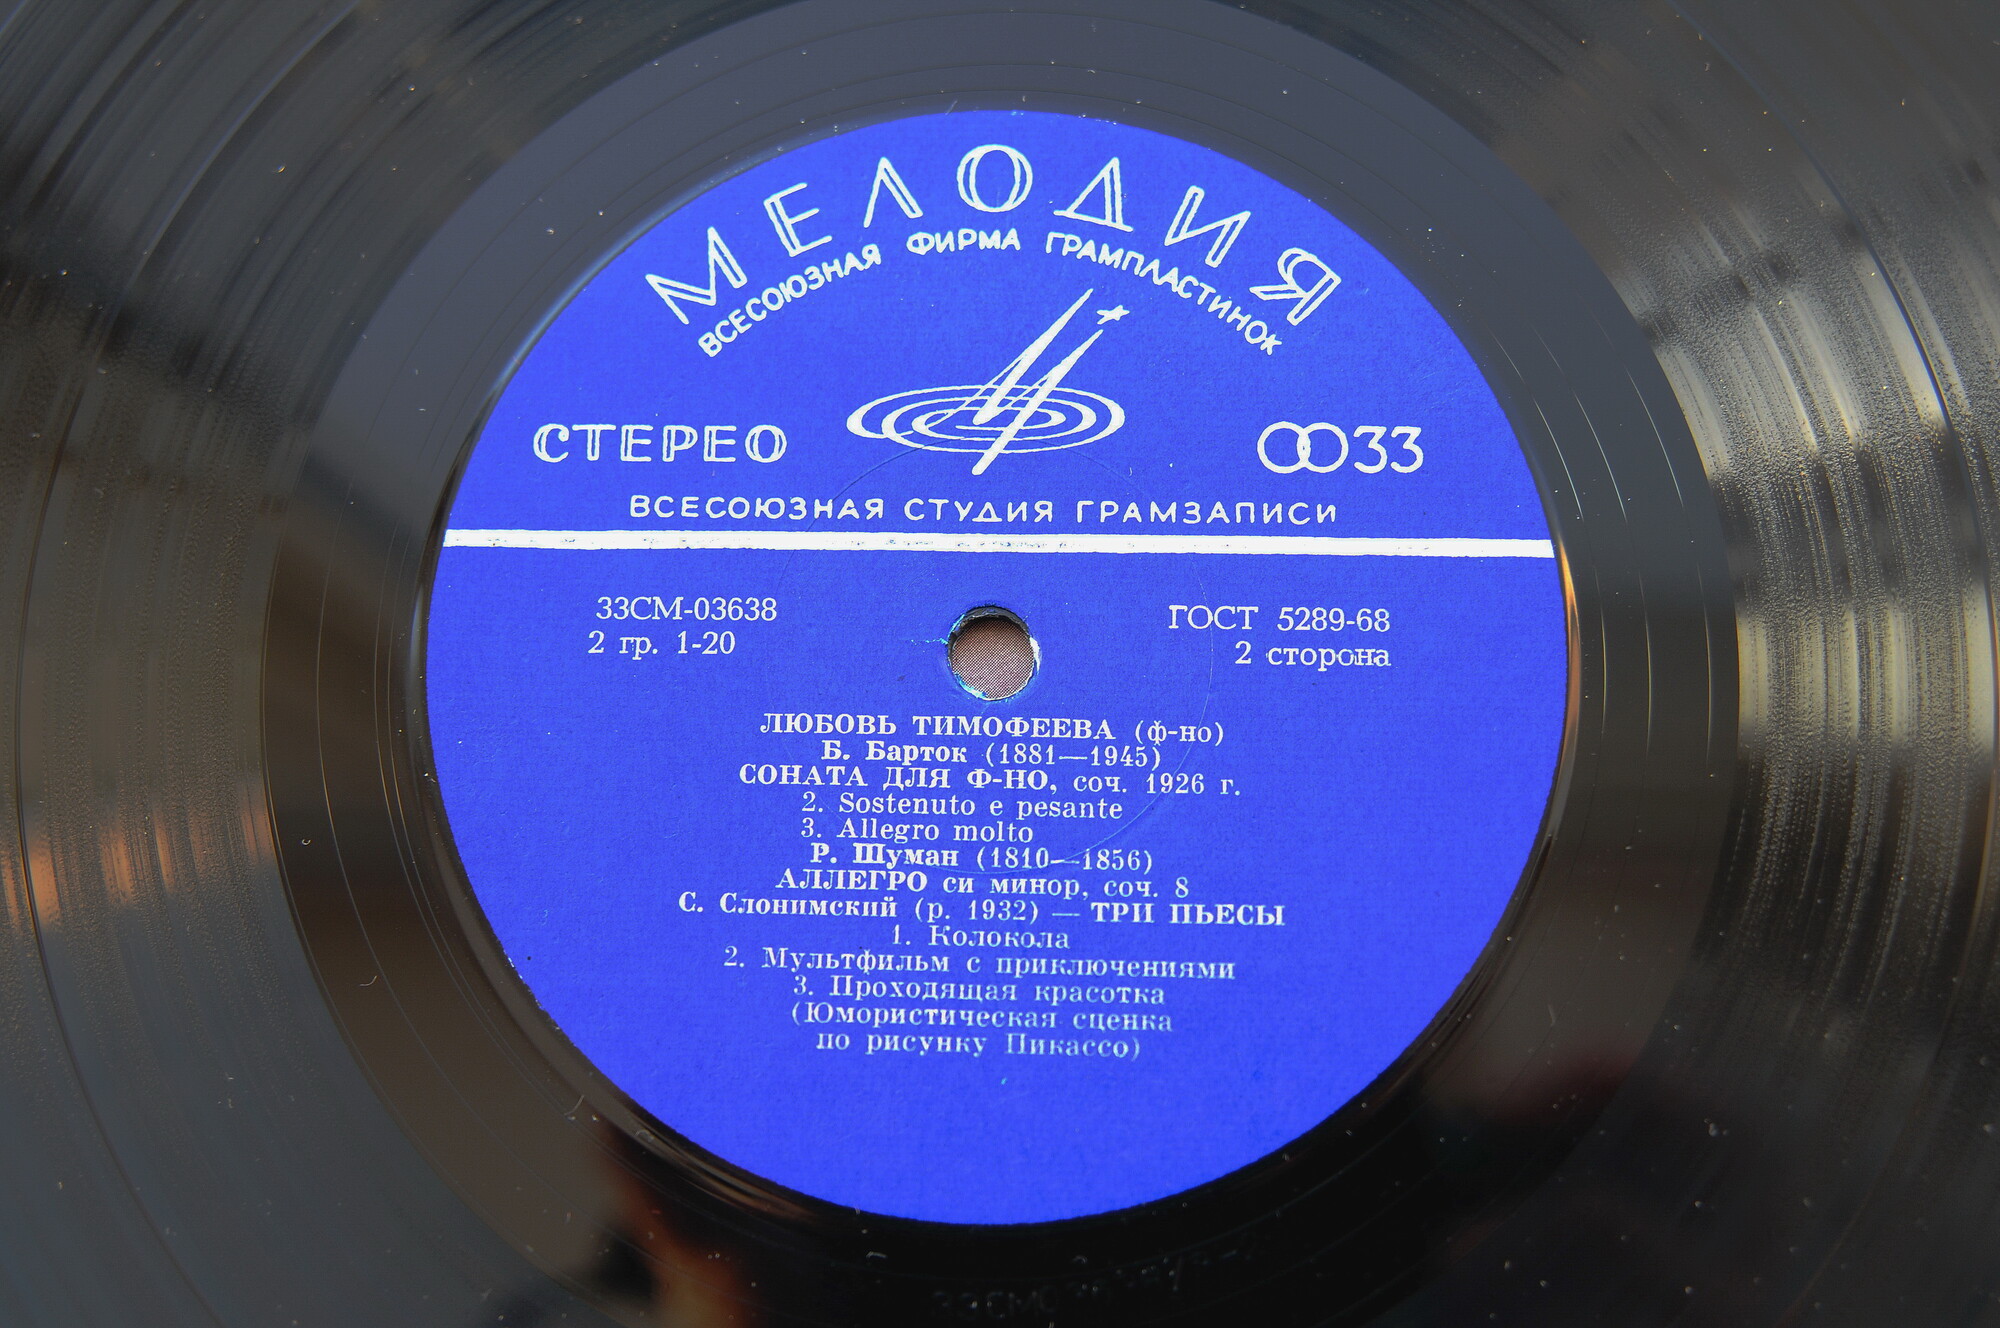 МЕЛОДИЯ
ВСЕСОЮЗНАЯ ФИРМА ГРАМПЛАСТИНОК
СТЕРЕО
33
ВСЕСОЮЗНАЯ СТУДИЯ ГРАМЗАПИСИ
33СМ-03638
2 гр. 1-20
ГОСТ 5289-68
2 сторона
ЛЮБОВЬ ТИМОФЕЕВА (ф-но)
Б. Барток (1881—1945)
СОНАТА ДЛЯ Ф-НО, соч. 1926 г.
2. Sostenuto e pesante
3. Allegro molto
Р. Шуман (1810—1856)
АЛЛЕГРО си минор, соч. 8
С. Слонимский (р. 1932) — ТРИ ПЬЕСЫ
1. Колокола
2. Мультфильм с приключениями
3. Проходящая красотка
(Юмористическая сценка
по рисунку Пикассо)